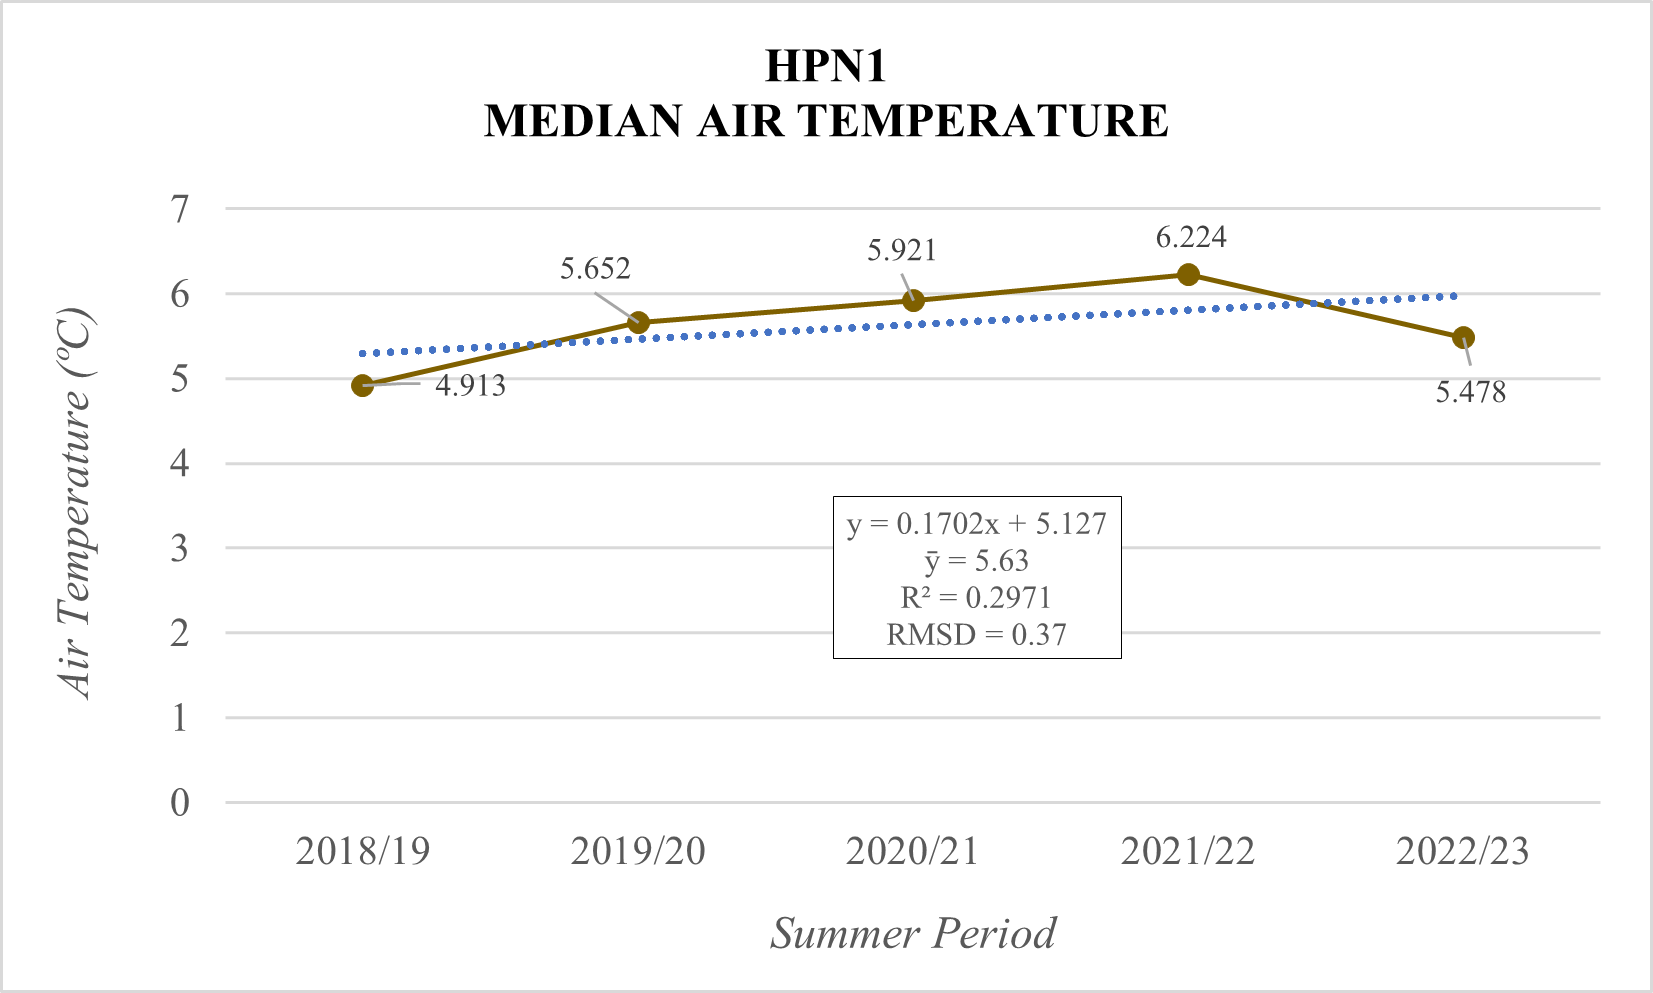 HPN1
MEDIAN AIR TEMPERATURE
7
6
5
4
3
2
1
0
Air Temperature (ºC)
4.913
5.652
5.921
6.224
5.478
y = 0.1702x + 5.127
ȳ = 5.63
R² = 0.2971
RMSD = 0.37
2018/19
2019/20
2020/21
2021/22
2022/23
Summer Period